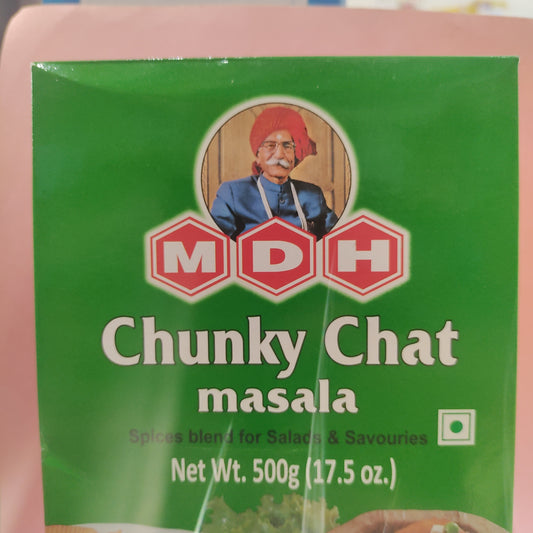 MDH
Chunky Chat
masala
Spices blend for Salads & Savouries
Net Wt. 500g (17.5 oz.)